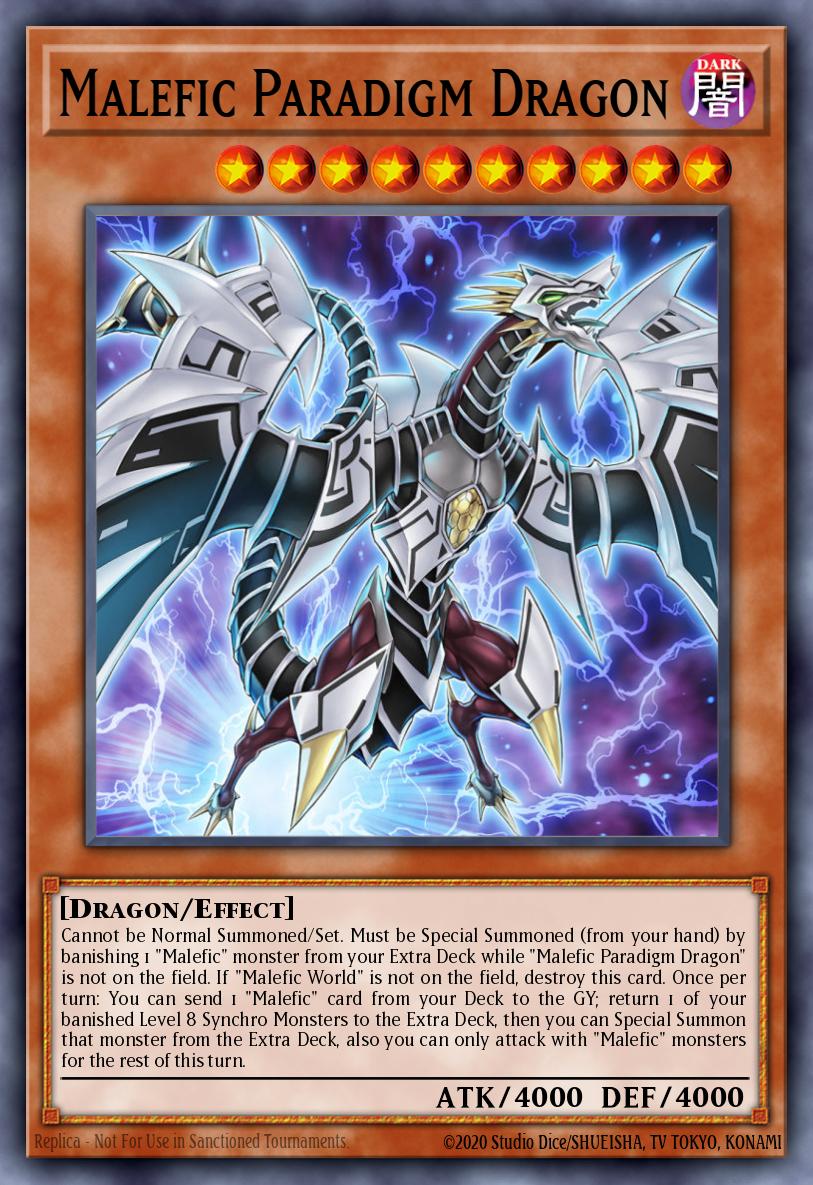 Malefic Paradigm Dragon
DARK
闇
[Dragon/Effect]
Cannot be Normal Summoned/Set. Must be Special Summoned (from your hand) by
banishing 1 "Malefic" monster from your Extra Deck while "Malefic Paradigm Dragon"
is not on the field. If "Malefic World" is not on the field, destroy this card. Once per
turn: You can send 1 "Malefic" card from your Deck to the GY; return 1 of your
banished Level 8 Synchro Monsters to the Extra Deck, then you can Special Summon
that monster from the Extra Deck, also you can only attack with "Malefic" monsters
for the rest of this turn.
ATK/4000 DEF/4000
Replica - Not For Use in Sanctioned Tournaments.
©2020 Studio Dice/SHUEISHA, TV TOKYO, KONAMI